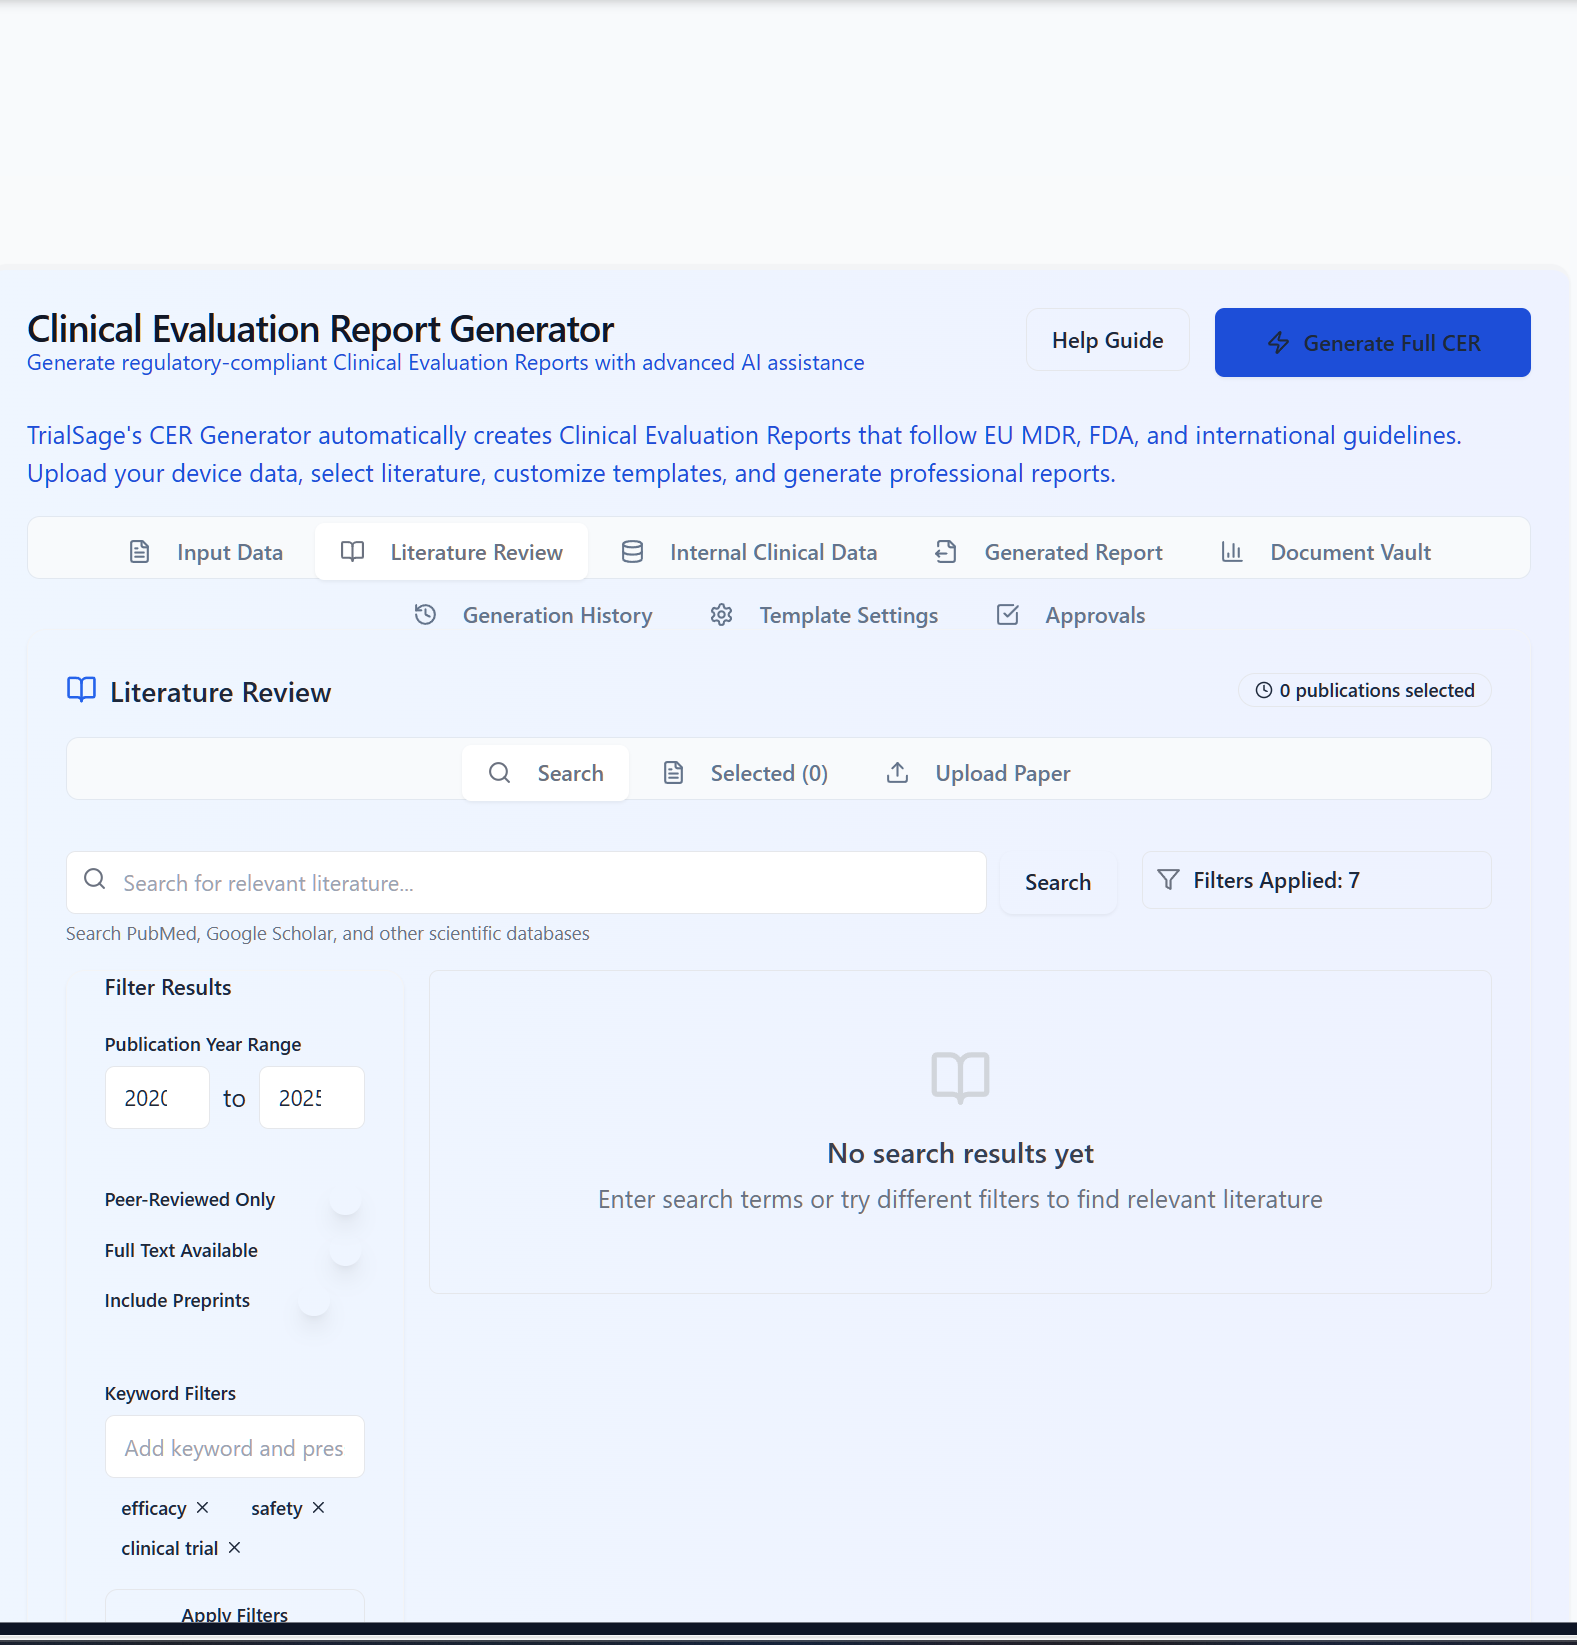 Clinical Evaluation Report Generator
Generate regulatory-compliant Clinical Evaluation Reports with advanced AI assistance
Help Guide
Generate Full CER
TrialSage's CER Generator automatically creates Clinical Evaluation Reports that follow EU MDR, FDA, and international guidelines.
Upload your device data, select literature, customize templates, and generate professional reports.
Input Data
Literature Review
Internal Clinical Data
Generated Report
Document Vault
Generation History
Template Settings
Approvals
Literature Review
0 publications selected
Search
Selected (0)
Upload Paper
Search for relevant literature...
Search
Filters Applied: 7
Search PubMed, Google Scholar, and other scientific databases
Filter Results
Publication Year Range
2020 to 2025
Peer-Reviewed Only
Full Text Available
Include Preprints
Keyword Filters
Add keyword and pres
efficacy × safety ×
clinical trial ×
Apply Filters
No search results yet
Enter search terms or try different filters to find relevant literature